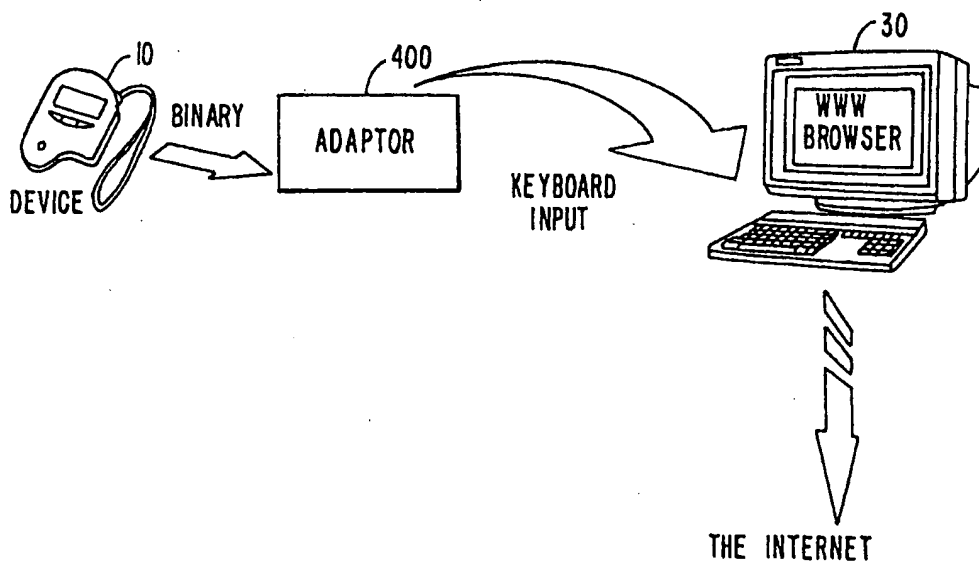 10
400
30
BINARY
ADAPTOR
WWW
BROWSER
DEVICE
KEYBOARD
INPUT
THE INTERNET